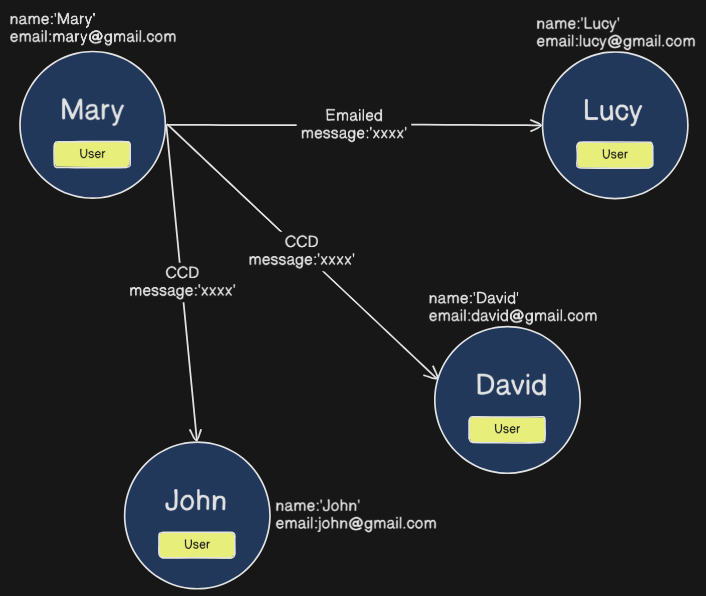 name:'Mary'
email:mary@gmail.com
name:'Lucy'
email:lucy@gmail.com
Mary
User
Emailed
message:'xxxx'
Lucy
User
CCD
message:'xxxx'
CCD
message:'xxxx'
name:'David'
email:david@gmail.com
David
User
John
User
name:'John'
email:john@gmail.com